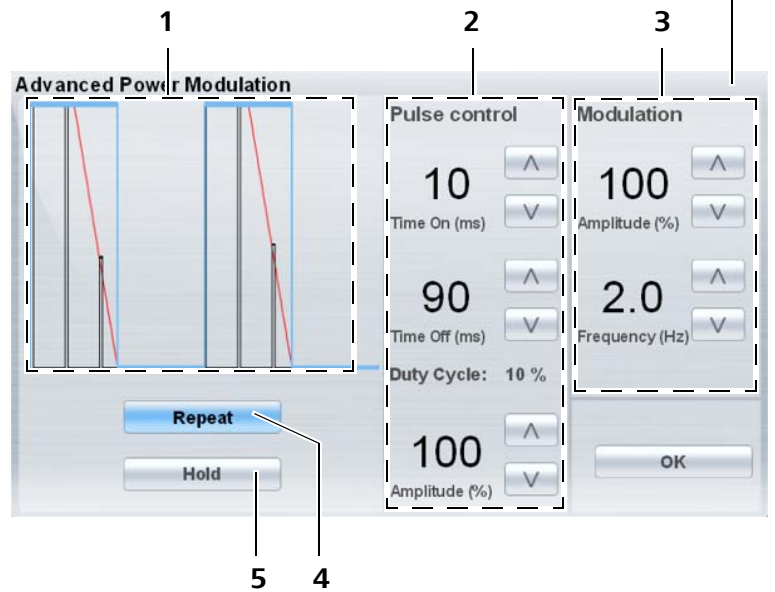 1 2 3
Advanced Power Modulation
Pulse control
10
Time On (ms)
90
Time Off (ms)
Duty Cycle: 10 %
100
Amplitude (%)
Modulation
100
Amplitude (%)
2.0
Frequency (Hz)
Repeat
Hold
OK
5 4